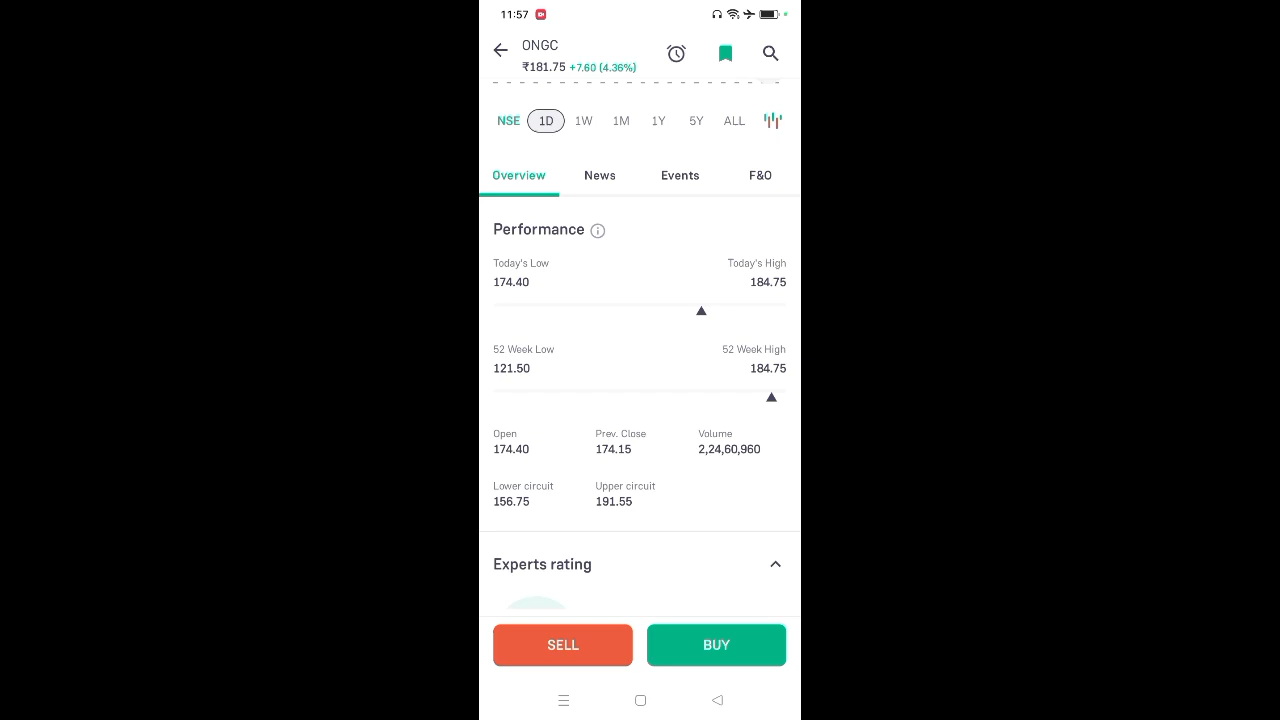 11:57
ONGC
₹181.75 +7.60 (4.36%)
NSE 1D 1W 1M 1Y 5Y ALL
Overview News Events F&O
Performance
Today's Low Today's High
174.40 184.75
52 Week Low 52 Week High
121.50 184.75
Open Prev. Close Volume
174.40 174.15 2,24,60,960
Lower circuit Upper circuit
156.75 191.55
Experts rating
SELL BUY